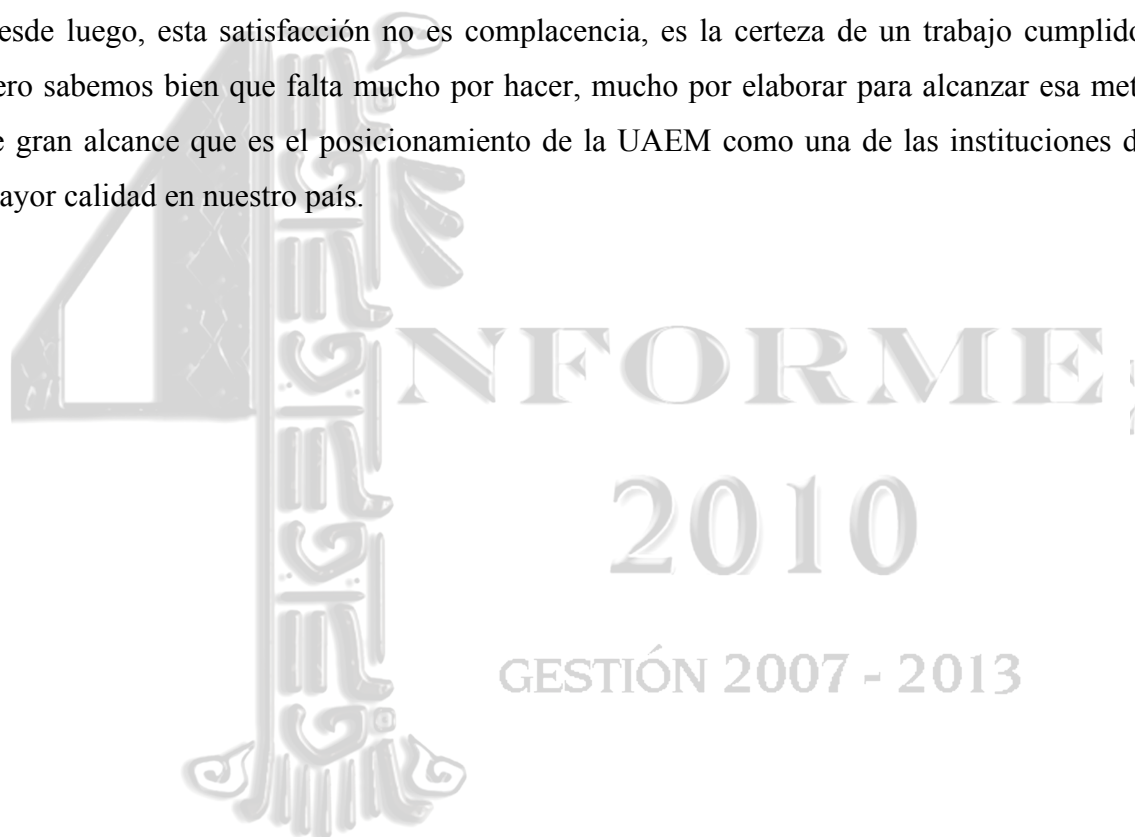 esde luego, esta satisfacción no es complacencia, es la certeza de un trabajo cumplido
ero sabemos bien que falta mucho por hacer, mucho por elaborar para alcanzar esa met
e gran alcance que es el posicionamiento de la UAEM como una de las instituciones d
ayor calidad en nuestro país.
4 INFORME
2010
GESTIÓN 2007 - 2013